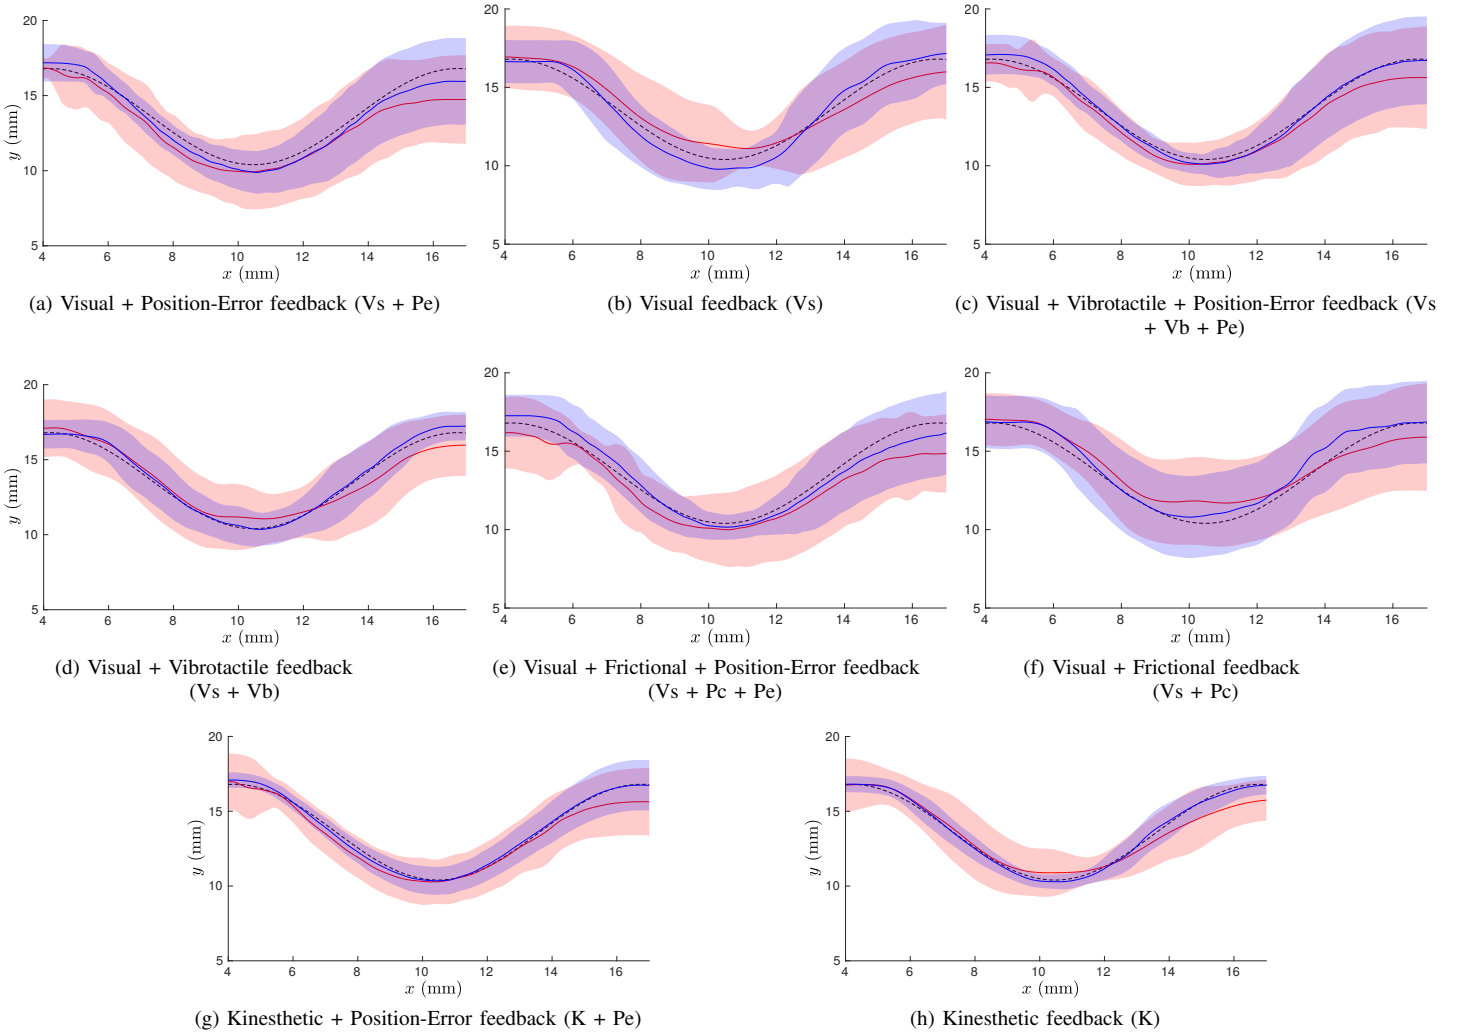 20
15
10
5
y (mm)
4 6 8 10 12 14 16
x (mm)
(a) Visual + Position-Error feedback (Vs + Pe)
20
15
10
5
4 6 8 10 12 14 16
x (mm)
(b) Visual feedback (Vs)
20
15
10
5
4 6 8 10 12 14 16
x (mm)
(c) Visual + Vibrotactile + Position-Error feedback (Vs
+ Vb + Pe)
20
15
10
5
y (mm)
4 6 8 10 12 14 16
x (mm)
(d) Visual + Vibrotactile feedback
(Vs + Vb)
20
15
10
5
4 6 8 10 12 14 16
x (mm)
(e) Visual + Frictional + Position-Error feedback
(Vs + Pc + Pe)
20
15
10
5
4 6 8 10 12 14 16
x (mm)
(f) Visual + Frictional feedback
(Vs + Pc)
20
15
10
5
y (mm)
4 6 8 10 12 14 16
x (mm)
(g) Kinesthetic + Position-Error feedback (K + Pe)
20
15
10
5
y (mm)
4 6 8 10 12 14 16
x (mm)
(h) Kinesthetic feedback (K)